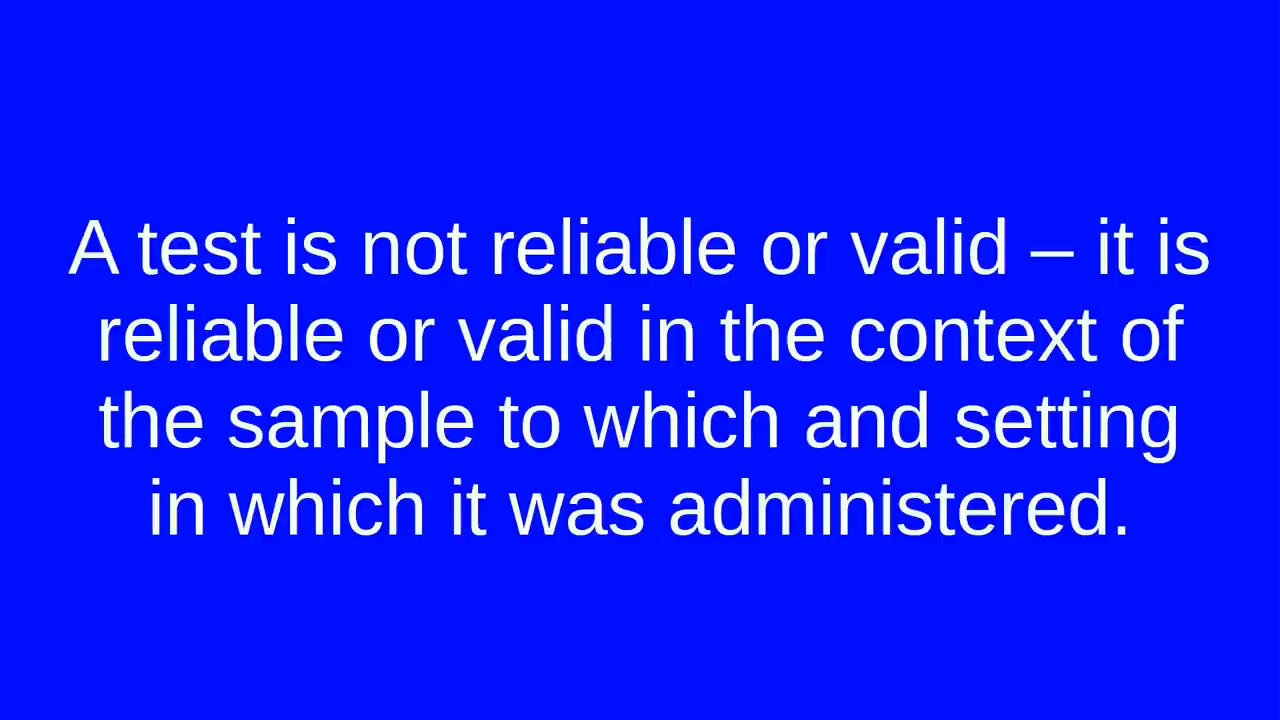 A test is not reliable or valid – it is
reliable or valid in the context of
the sample to which and setting
in which it was administered.